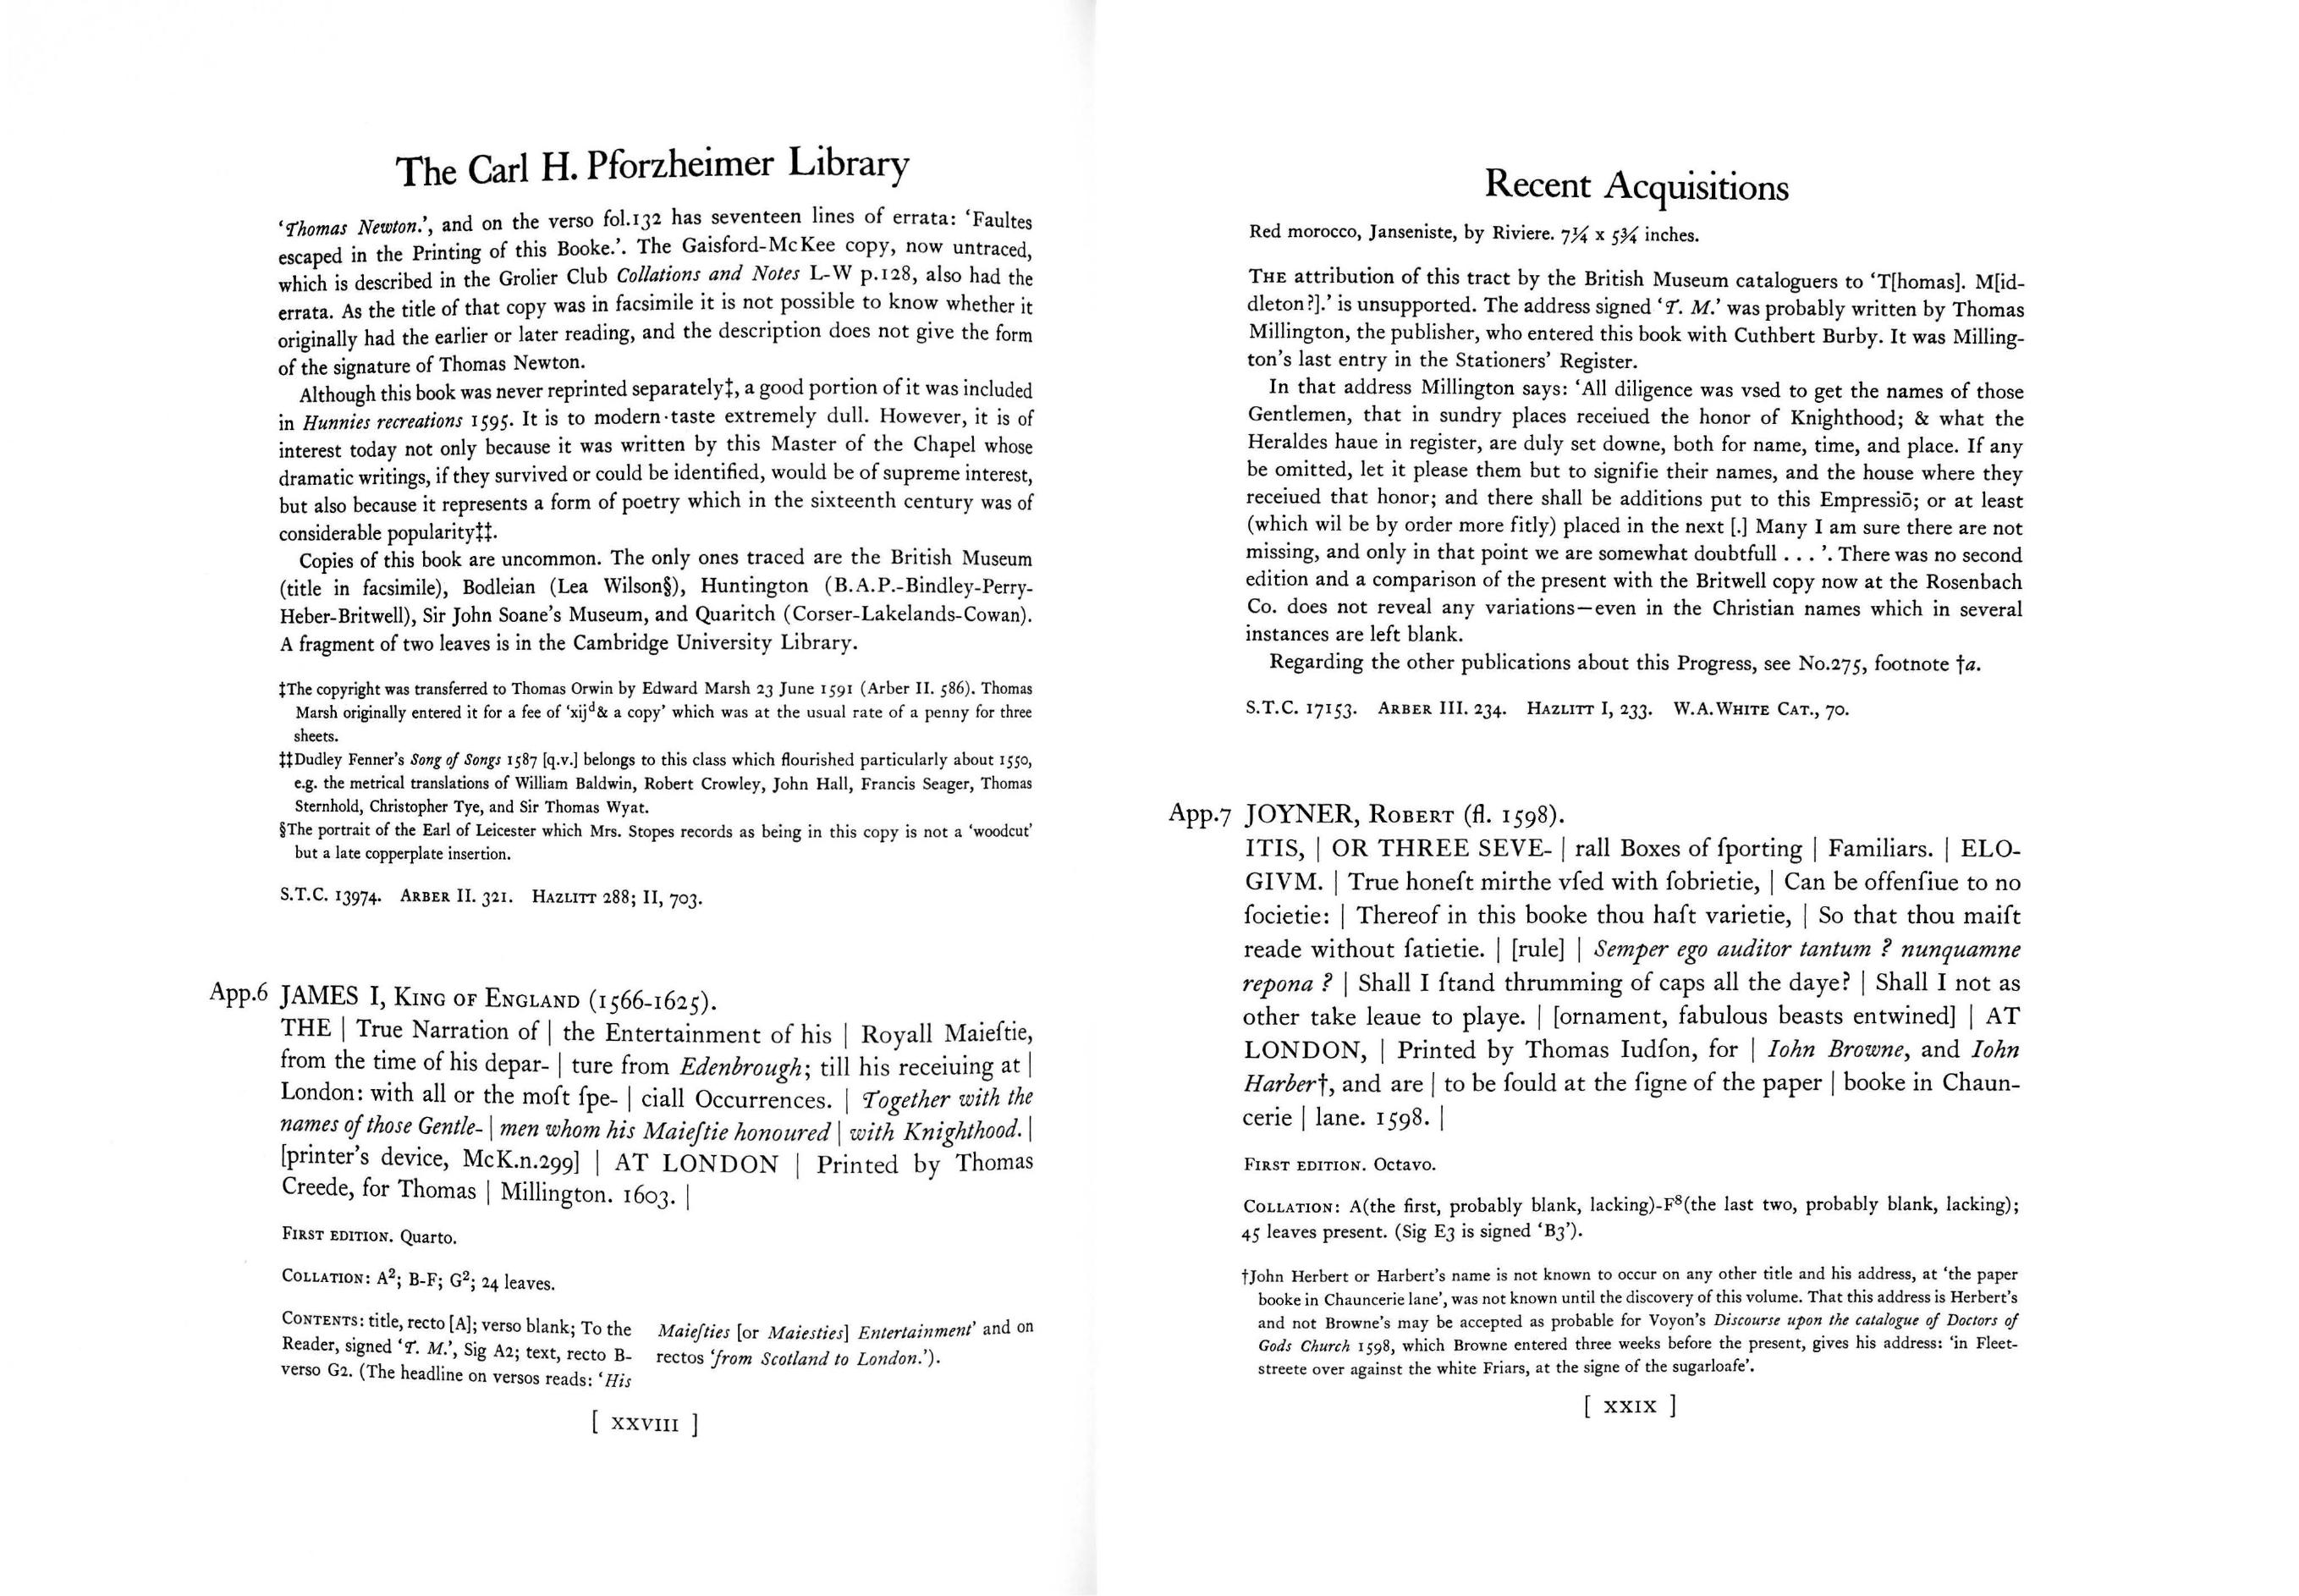 The Carl H. Pforzheimer Library
‘Thomas Newton.’, and on the verso fol.132 has seventeen lines of errata: ‘Faultes
escaped in the Printing of this Booke.’. The Gaisford-McKee copy, now untraced,
which is described in the Grolier Club Collations and Notes L-W p.128, also had the
errata. As the title of that copy was in facsimile it is not possible to know whether it
originally had the earlier or later reading, and the description does not give the form
of the signature of Thomas Newton.
Although this book was never reprinted separately‡, a good portion of it was included
in Hunnies recreations 1595. It is to modern·taste extremely dull. However, it is of
interest today not only because it was written by this Master of the Chapel whose
dramatic writings, if they survived or could be identified, would be of supreme interest,
but also because it represents a form of poetry which in the sixteenth century was of
considerable popularity‡‡.
Copies of this book are uncommon. The only ones traced are the British Museum
(title in facsimile), Bodleian (Lea Wilson§), Huntington (B.A.P.-Bindley-Perry-
Heber-Britwell), Sir John Soane’s Museum, and Quaritch (Corser-Lakelands-Cowan).
A fragment of two leaves is in the Cambridge University Library.
‡The copyright was transferred to Thomas Orwin by Edward Marsh 23 June 1591 (Arber II. 586). Thomas
Marsh originally entered it for a fee of ‘xijᵈ& a copy’ which was at the usual rate of a penny for three
sheets.
‡‡Dudley Fenner’s Song of Songs 1587 [q.v.] belongs to this class which flourished particularly about 1550,
e.g. the metrical translations of William Baldwin, Robert Crowley, John Hall, Francis Seager, Thomas
Sternhold, Christopher Tye, and Sir Thomas Wyat.
§The portrait of the Earl of Leicester which Mrs. Stopes records as being in this copy is not a ‘woodcut’
but a late copperplate insertion.
S.T.C. 13974. ARBER II. 321. HAZLITT 288; II, 703.
App.6 JAMES I, KING OF ENGLAND (1566-1625).
THE | True Narration of | the Entertainment of his | Royall Maieſtie,
from the time of his depar- | ture from Edenbrough; till his receiuing at |
London: with all or the moſt ſpe- | ciall Occurrences. | Together with the
names of those Gentle- | men whom his Maieſtie honoured | with Knighthood. |
[printer’s device, McK.n.299] | AT LONDON | Printed by Thomas
Creede, for Thomas | Millington. 1603. |
FIRST EDITION. Quarto.
COLLATION: A²; B-F; G²; 24 leaves.
CONTENTS: title, recto [A]; verso blank; To the
Reader, signed ‘T. M.’, Sig A2; text, recto B-
verso G2. (The headline on versos reads: ‘His
Maieſties [or Maiesties] Entertainment’ and on
rectos ‘from Scotland to London.’).
[ XXVIII ]
Recent Acquisitions
Red morocco, Janseniste, by Riviere. 7¼ x 5¾ inches.
THE attribution of this tract by the British Museum cataloguers to ‘T[homas]. M[id-
dleton?].’ is unsupported. The address signed ‘T. M.’ was probably written by Thomas
Millington, the publisher, who entered this book with Cuthbert Burby. It was Milling-
ton’s last entry in the Stationers’ Register.
In that address Millington says: ‘All diligence was vsed to get the names of those
Gentlemen, that in sundry places receiued the honor of Knighthood; & what the
Heraldes haue in register, are duly set downe, both for name, time, and place. If any
be omitted, let it please them but to signifie their names, and the house where they
receiued that honor; and there shall be additions put to this Empressiō; or at least
(which wil be by order more fitly) placed in the next [.] Many I am sure there are not
missing, and only in that point we are somewhat doubtfull . . . ’. There was no second
edition and a comparison of the present with the Britwell copy now at the Rosenbach
Co. does not reveal any variations—even in the Christian names which in several
instances are left blank.
Regarding the other publications about this Progress, see No.275, footnote †a.
S.T.C. 17153. ARBER III. 234. HAZLITT I, 233. W.A.WHITE CAT., 70.
App.7 JOYNER, ROBERT (fl. 1598).
ITIS, | OR THREE SEVE- | rall Boxes of ſporting | Familiars. | ELO-
GIVM. | True honeſt mirthe vſed with ſobrietie, | Can be offenſiue to no
ſocietie: | Thereof in this booke thou haſt varietie, | So that thou maiſt
reade without ſatietie. | [rule] | Semper ego auditor tantum ? nunquamne
repona ? | Shall I ſtand thrumming of caps all the daye? | Shall I not as
other take leaue to playe. | [ornament, fabulous beasts entwined] | AT
LONDON, | Printed by Thomas Iudſon, for | Iohn Browne, and Iohn
Harber†, and are | to be ſould at the ſigne of the paper | booke in Chaun-
cerie | lane. 1598. |
FIRST EDITION. Octavo.
COLLATION: A(the first, probably blank, lacking)-F⁸(the last two, probably blank, lacking);
45 leaves present. (Sig E3 is signed ‘B3’).
†John Herbert or Harbert’s name is not known to occur on any other title and his address, at ‘the paper
booke in Chauncerie lane’, was not known until the discovery of this volume. That this address is Herbert’s
and not Browne’s may be accepted as probable for Voyon’s Discourse upon the catalogue of Doctors of
Gods Church 1598, which Browne entered three weeks before the present, gives his address: ‘in Fleet-
streete over against the white Friars, at the signe of the sugarloafe’.
[ XXIX ]